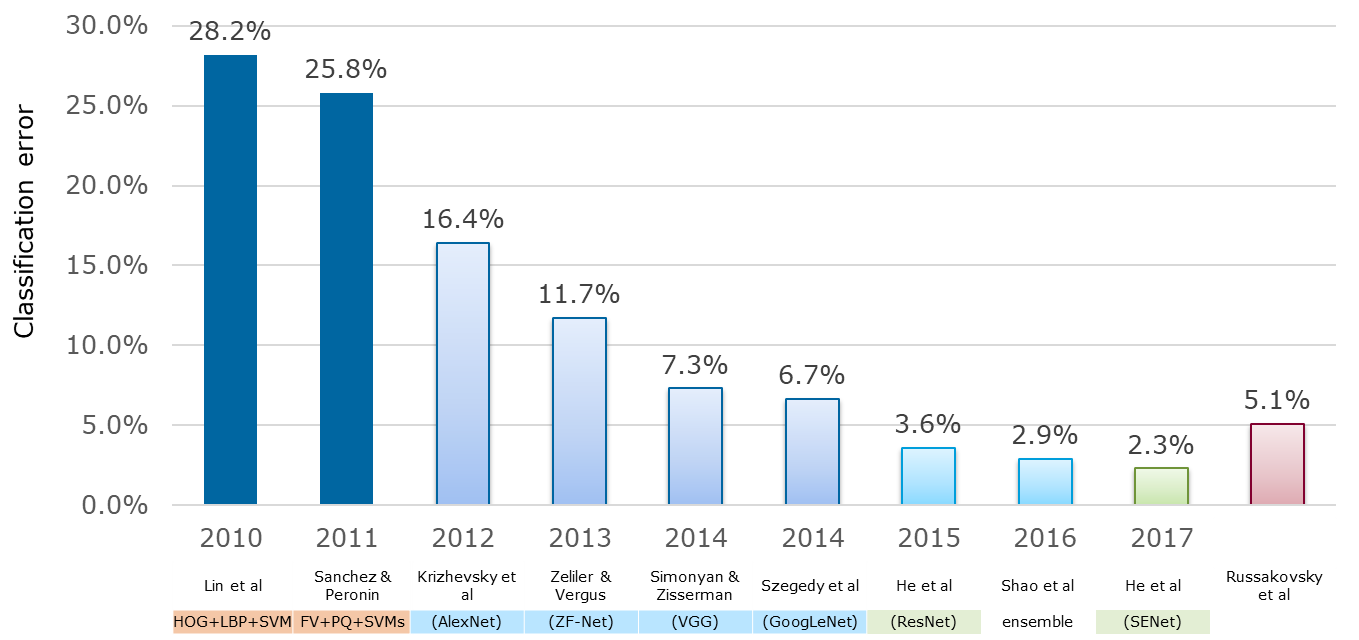 30.0%
25.0%
20.0%
15.0%
10.0%
5.0%
0.0%
Classification error
28.2%
25.8%
16.4%
11.7%
7.3%
6.7%
3.6%
2.9%
2.3%
5.1%
2010
2011
2012
2013
2014
2014
2015
2016
2017
Lin et al
Sanchez &
Peronin
Krizhevsky et
al
Zeliler &
Vergus
Simonyan &
Zisserman
Szegedy et al
He et al
Shao et al
He et al
Russakovsky
et al
HOG+LBP+SVM
FV+PQ+SVMs
(AlexNet)
(ZF-Net)
(VGG)
(GoogLeNet)
(ResNet)
ensemble
(SENet)